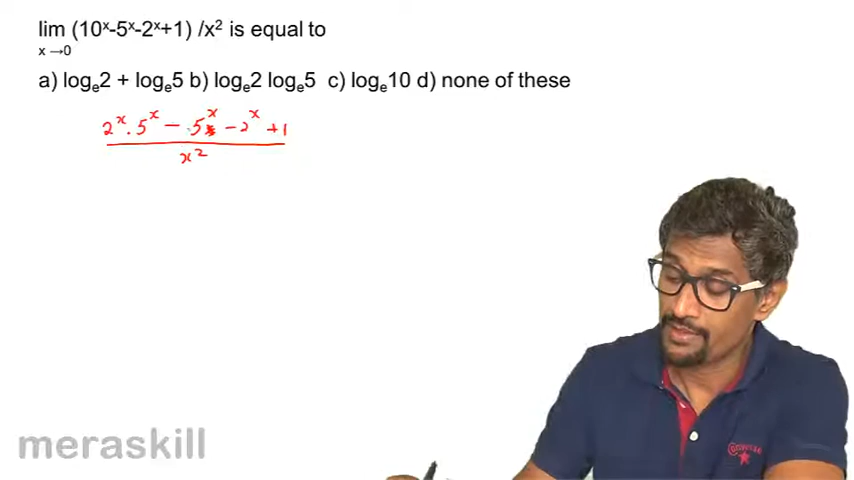 lim (10ˣ-5ˣ-2ˣ+1) /x² is equal to
x →0
a) logₑ2 + logₑ5 b) logₑ2 logₑ5 c) logₑ10 d) none of these
2ˣ . 5ˣ - 5ˣ - 2ˣ + 1
x²
meraskill